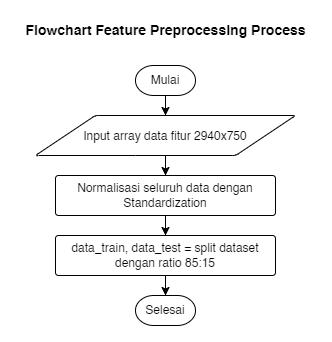 Flowchart Feature Preprocessing Process
Mulai
Input array data fitur 2940x750
Normalisasi seluruh data dengan
Standardization
data_train, data_test = split dataset
dengan ratio 85:15
Selesai